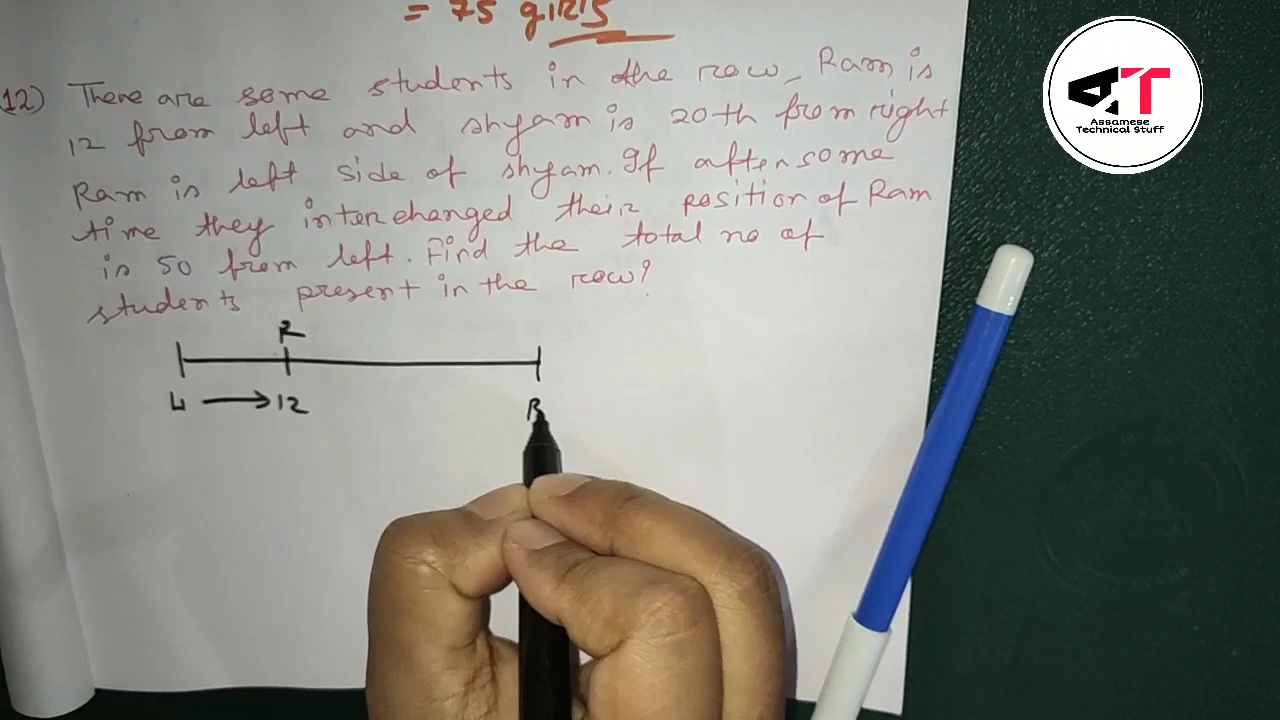 = 75 girls
12) There are some students in the row, Ram is
12 from left and shyam is 20th from right
Ram is left side of shyam. If after some
time they interchanged their position of Ram
is 50 from left. Find the total no of
students present in the row?
R
L → 12 R
AT
Assamese
Technical Stuff